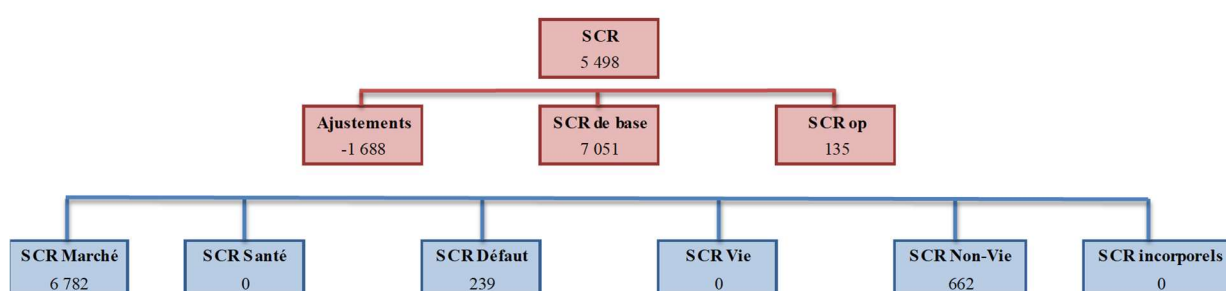 SCR
5 498
Ajustements
-1 688
SCR de base
7 051
SCR op
135
SCR Marché
6 782
SCR Santé
0
SCR Défaut
239
SCR Vie
0
SCR Non-Vie
662
SCR incorporels
0